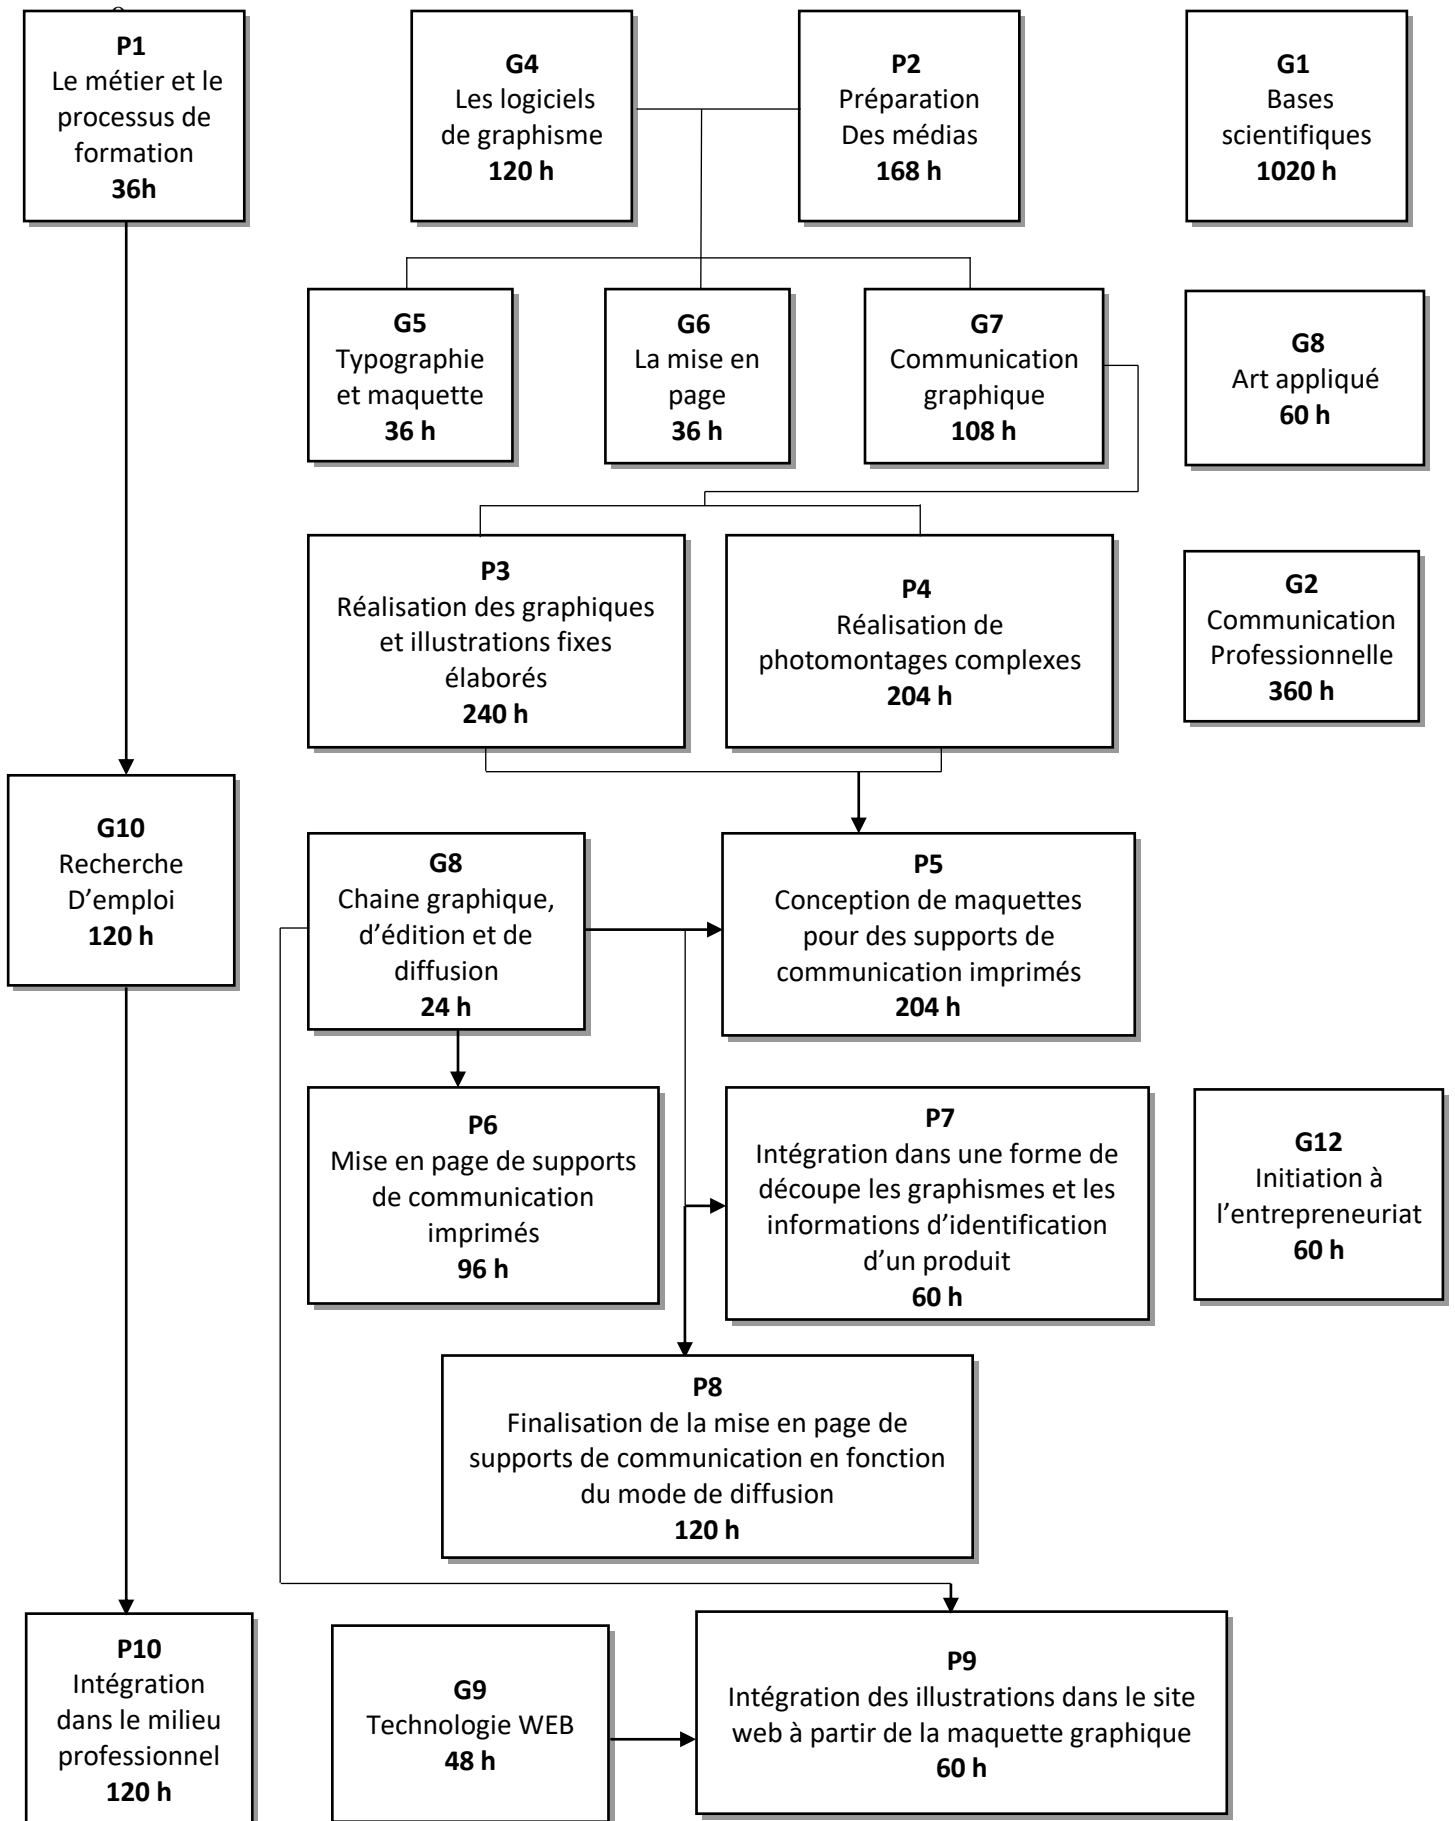 P1
Le métier et le
processus de
formation
36h
G4
Les logiciels
de graphisme
120 h
P2
Préparation
Des médias
168 h
G1
Bases
scientifiques
1020 h
G5
Typographie
et maquette
36 h
G6
La mise en
page
36 h
G7
Communication
graphique
108 h
G8
Art appliqué
60 h
P3
Réalisation des graphiques
et illustrations fixes
élaborés
240 h
P4
Réalisation de
photomontages complexes
204 h
G2
Communication
Professionnelle
360 h
G10
Recherche
D’emploi
120 h
G8
Chaine graphique,
d’édition et de
diffusion
24 h
P5
Conception de maquettes
pour des supports de
communication imprimés
204 h
P6
Mise en page de supports
de communication
imprimés
96 h
P7
Intégration dans une forme de
découpe les graphismes et les
informations d’identification
d’un produit
60 h
G12
Initiation à
l’entrepreneuriat
60 h
P8
Finalisation de la mise en page de
supports de communication en fonction
du mode de diffusion
120 h
P10
Intégration
dans le milieu
professionnel
120 h
G9
Technologie WEB
48 h
P9
Intégration des illustrations dans le site
web à partir de la maquette graphique
60 h